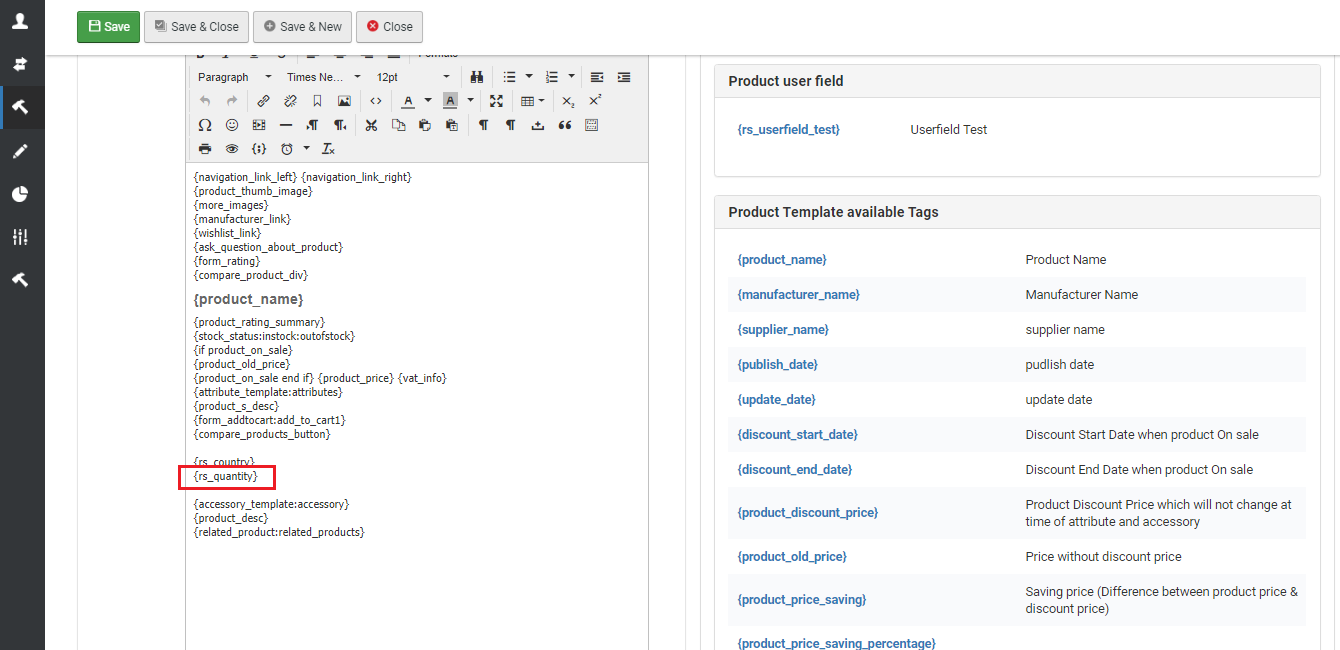 Save
Save & Close
Save & New
Close
Paragraph
Times Ne...
12pt
{navigation_link_left} {navigation_link_right}
{product_thumb_image}
{more_images}
{manufacturer_link}
{wishlist_link}
{ask_question_about_product}
{form_rating}
{compare_product_div}
{product_name}
{product_rating_summary}
{stock_status:instock:outofstock}
{if product_on_sale}
{product_old_price}
{product_on_sale end if} {product_price} {vat_info}
{attribute_template:attributes}
{product_s_desc}
{form_addtocart:add_to_cart1}
{compare_products_button}
{rs_country}
{rs_quantity}
{accessory_template:accessory}
{product_desc}
{related_product:related_products}
Product user field
{rs_userfield_test} Userfield Test
Product Template available Tags
{product_name} Product Name
{manufacturer_name} Manufacturer Name
{supplier_name} supplier name
{publish_date} pudlish date
{update_date} update date
{discount_start_date} Discount Start Date when product On sale
{discount_end_date} Discount End Date when product On sale
{product_discount_price} Product Discount Price which will not change at
time of attribute and accessory
{product_old_price} Price without discount price
{product_price_saving} Saving price (Difference between product price &
discount price)
{product_price_saving_percentage}